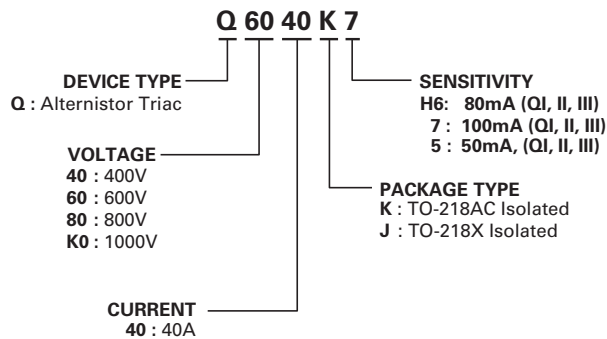 Q 60 40 K 7
DEVICE TYPE
Q : Alternistor Triac
VOLTAGE
40 : 400V
60 : 600V
80 : 800V
K0 : 1000V
CURRENT
40 : 40A
SENSITIVITY
H6: 80mA (QI, II, III)
7 : 100mA (QI, II, III)
5 : 50mA, (QI, II, III)
PACKAGE TYPE
K : TO-218AC Isolated
J : TO-218X Isolated